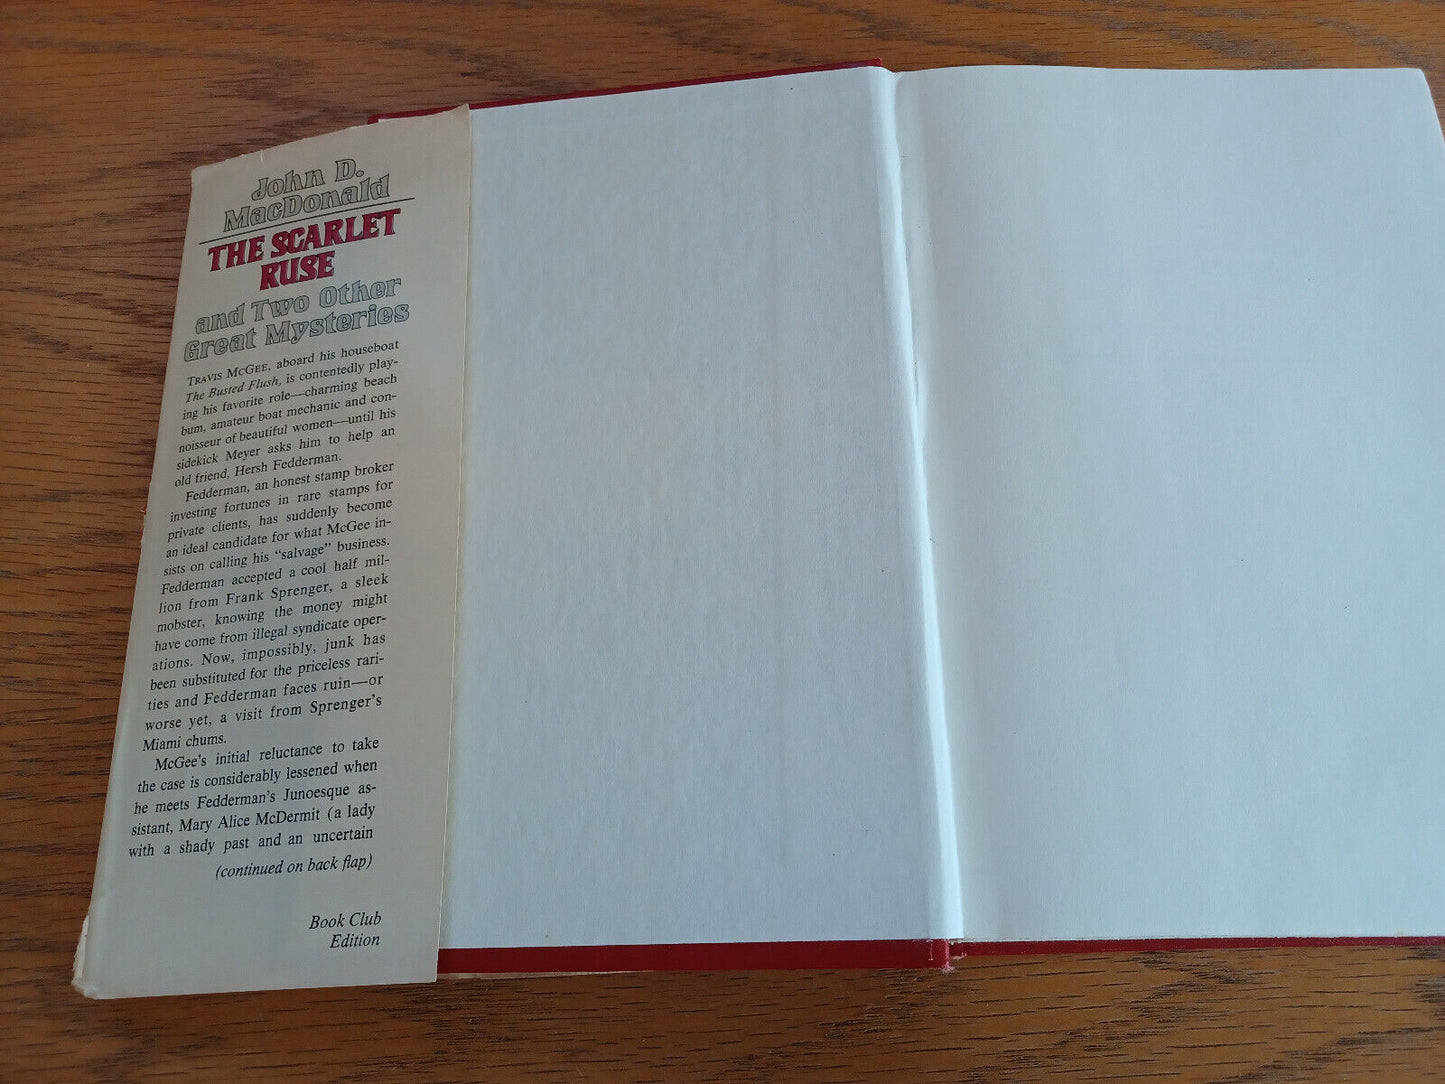 John D.
MacDonald
THE SCARLET
RUSE
and Two Other
Great Mysteries
TRAVIS MCGEE, aboard his houseboat
The Busted Flush, is contentedly play-
ing his favorite role—charming beach
bum, amateur boat mechanic and con-
noisseur of beautiful women—until his
sidekick Meyer asks him to help an
old friend, Hersh Fedderman.
Fedderman, an honest stamp broker
investing fortunes in rare stamps for
private clients, has suddenly become
an ideal candidate for what McGee in-
sists on calling his “salvage” business.
Fedderman accepted a cool half mil-
lion from Frank Sprenger, a sleek
mobster, knowing the money might
have come from illegal syndicate oper-
ations. Now, impossibly, junk has
been substituted for the priceless rari-
ties and Fedderman faces ruin—or
worse yet, a visit from Sprenger’s
Miami chums.
McGee’s initial reluctance to take
the case is considerably lessened when
he meets Fedderman’s Junoesque as-
sistant, Mary Alice McDermit (a lady
with a shady past and an uncertain
(continued on back flap)
Book Club
Edition